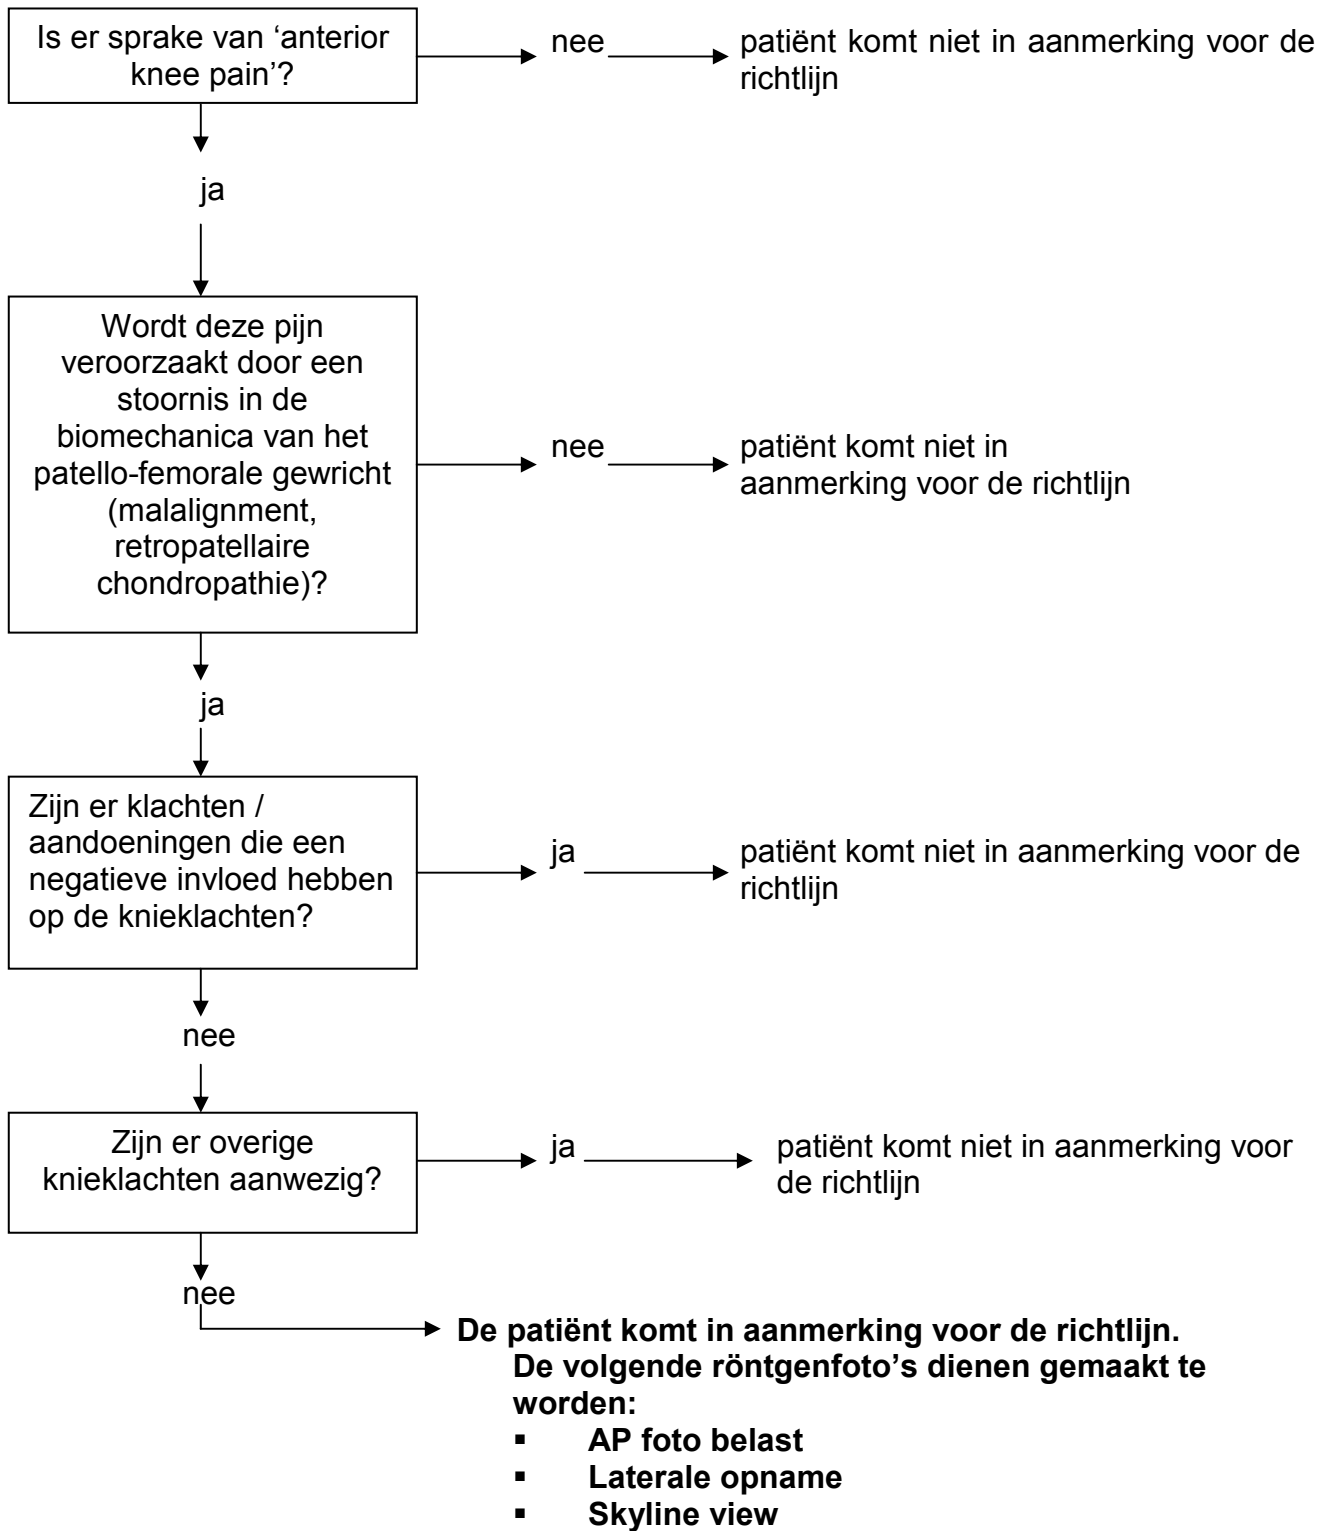 Is er sprake van ‘anterior
knee pain’?
nee
patiënt komt niet in aanmerking voor de
richtlijn
ja
Wordt deze pijn
veroorzaakt door een
stoornis in de
biomechanica van het
patello-femorale gewricht
(malalignment,
retropatellaire
chondropathie)?
nee
patiënt komt niet in
aanmerking voor de richtlijn
ja
Zijn er klachten /
aandoeningen die een
negatieve invloed hebben
op de knieklachten?
ja
patiënt komt niet in aanmerking voor de
richtlijn
nee
Zijn er overige
knieklachten aanwezig?
ja
patiënt komt niet in aanmerking voor
de richtlijn
nee
De patiënt komt in aanmerking voor de richtlijn.
De volgende röntgenfoto’s dienen gemaakt te
worden:
▪ AP foto belast
▪ Laterale opname
▪ Skyline view